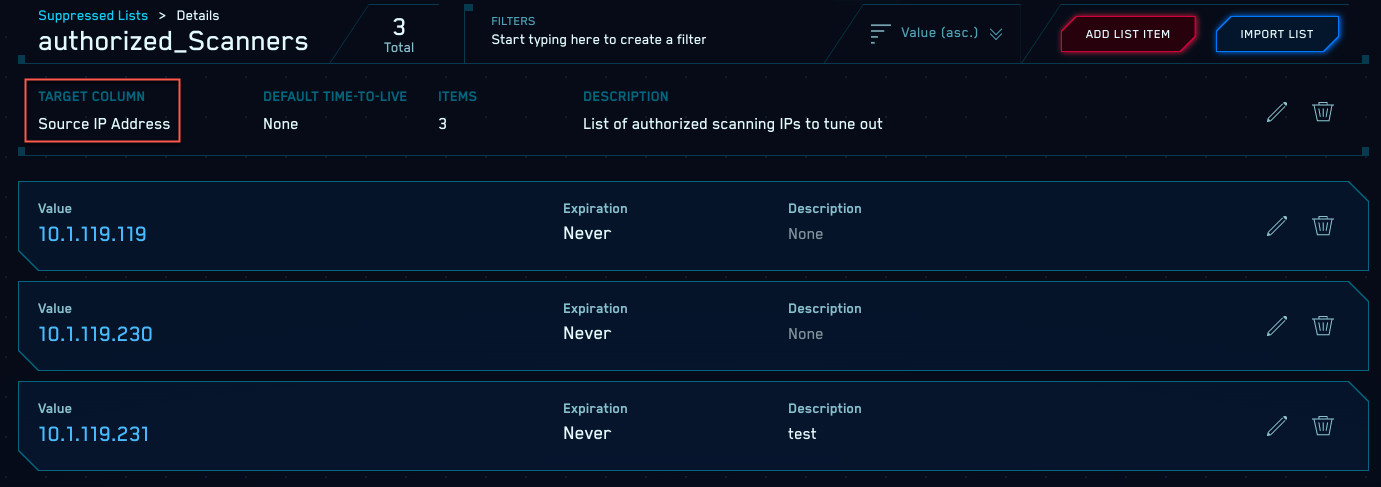 Suppressed Lists > Details
authorized_Scanners
3
Total
FILTERS
Start typing here to create a filter
Value (asc.)
ADD LIST ITEM
IMPORT LIST
TARGET COLUMN
Source IP Address
DEFAULT TIME-TO-LIVE
None
ITEMS
3
DESCRIPTION
List of authorized scanning IPs to tune out
Value
10.1.119.119
Expiration
Never
Description
None
Value
10.1.119.230
Expiration
Never
Description
None
Value
10.1.119.231
Expiration
Never
Description
test